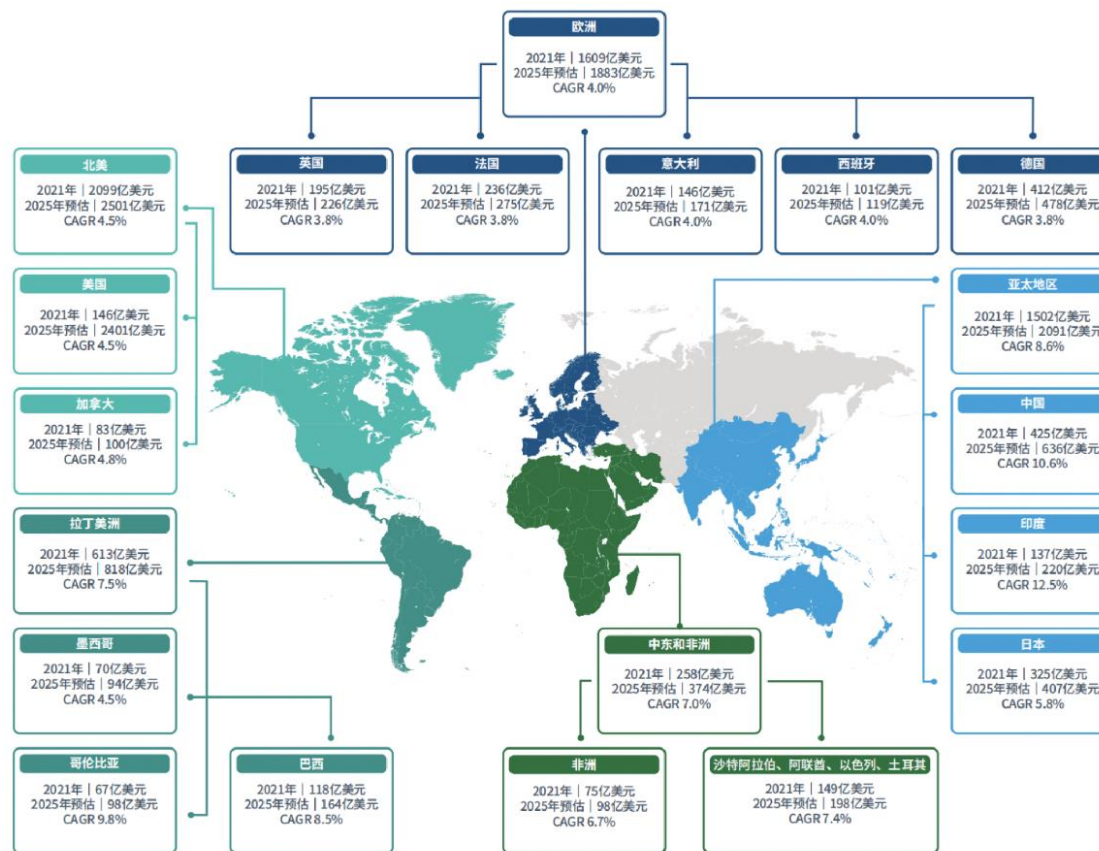 欧洲
2021年 | 1609亿美元
2025年预估 | 1883亿美元
CAGR 4.0%
北美
2021年 | 2099亿美元
2025年预估 | 2501亿美元
CAGR 4.5%
英国
2021年 | 195亿美元
2025年预估 | 226亿美元
CAGR 3.8%
法国
2021年 | 236亿美元
2025年预估 | 275亿美元
CAGR 3.8%
意大利
2021年 | 146亿美元
2025年预估 | 171亿美元
CAGR 4.0%
西班牙
2021年 | 101亿美元
2025年预估 | 119亿美元
CAGR 4.0%
德国
2021年 | 412亿美元
2025年预估 | 478亿美元
CAGR 3.8%
美国
2021年 | 146亿美元
2025年预估 | 2401亿美元
CAGR 4.5%
亚太地区
2021年 | 1502亿美元
2025年预估 | 2091亿美元
CAGR 8.6%
加拿大
2021年 | 83亿美元
2025年预估 | 100亿美元
CAGR 4.8%
中国
2021年 | 425亿美元
2025年预估 | 636亿美元
CAGR 10.6%
拉丁美洲
2021年 | 613亿美元
2025年预估 | 818亿美元
CAGR 7.5%
印度
2021年 | 137亿美元
2025年预估 | 220亿美元
CAGR 12.5%
墨西哥
2021年 | 70亿美元
2025年预估 | 94亿美元
CAGR 4.5%
中东和非洲
2021年 | 258亿美元
2025年预估 | 374亿美元
CAGR 7.0%
日本
2021年 | 325亿美元
2025年预估 | 407亿美元
CAGR 5.8%
哥伦比亚
2021年 | 67亿美元
2025年预估 | 98亿美元
CAGR 9.8%
巴西
2021年 | 118亿美元
2025年预估 | 164亿美元
CAGR 8.5%
非洲
2021年 | 75亿美元
2025年预估 | 98亿美元
CAGR 6.7%
沙特阿拉伯、阿联酋、以色列、土耳其
2021年 | 149亿美元
2025年预估 | 198亿美元
CAGR 7.4%